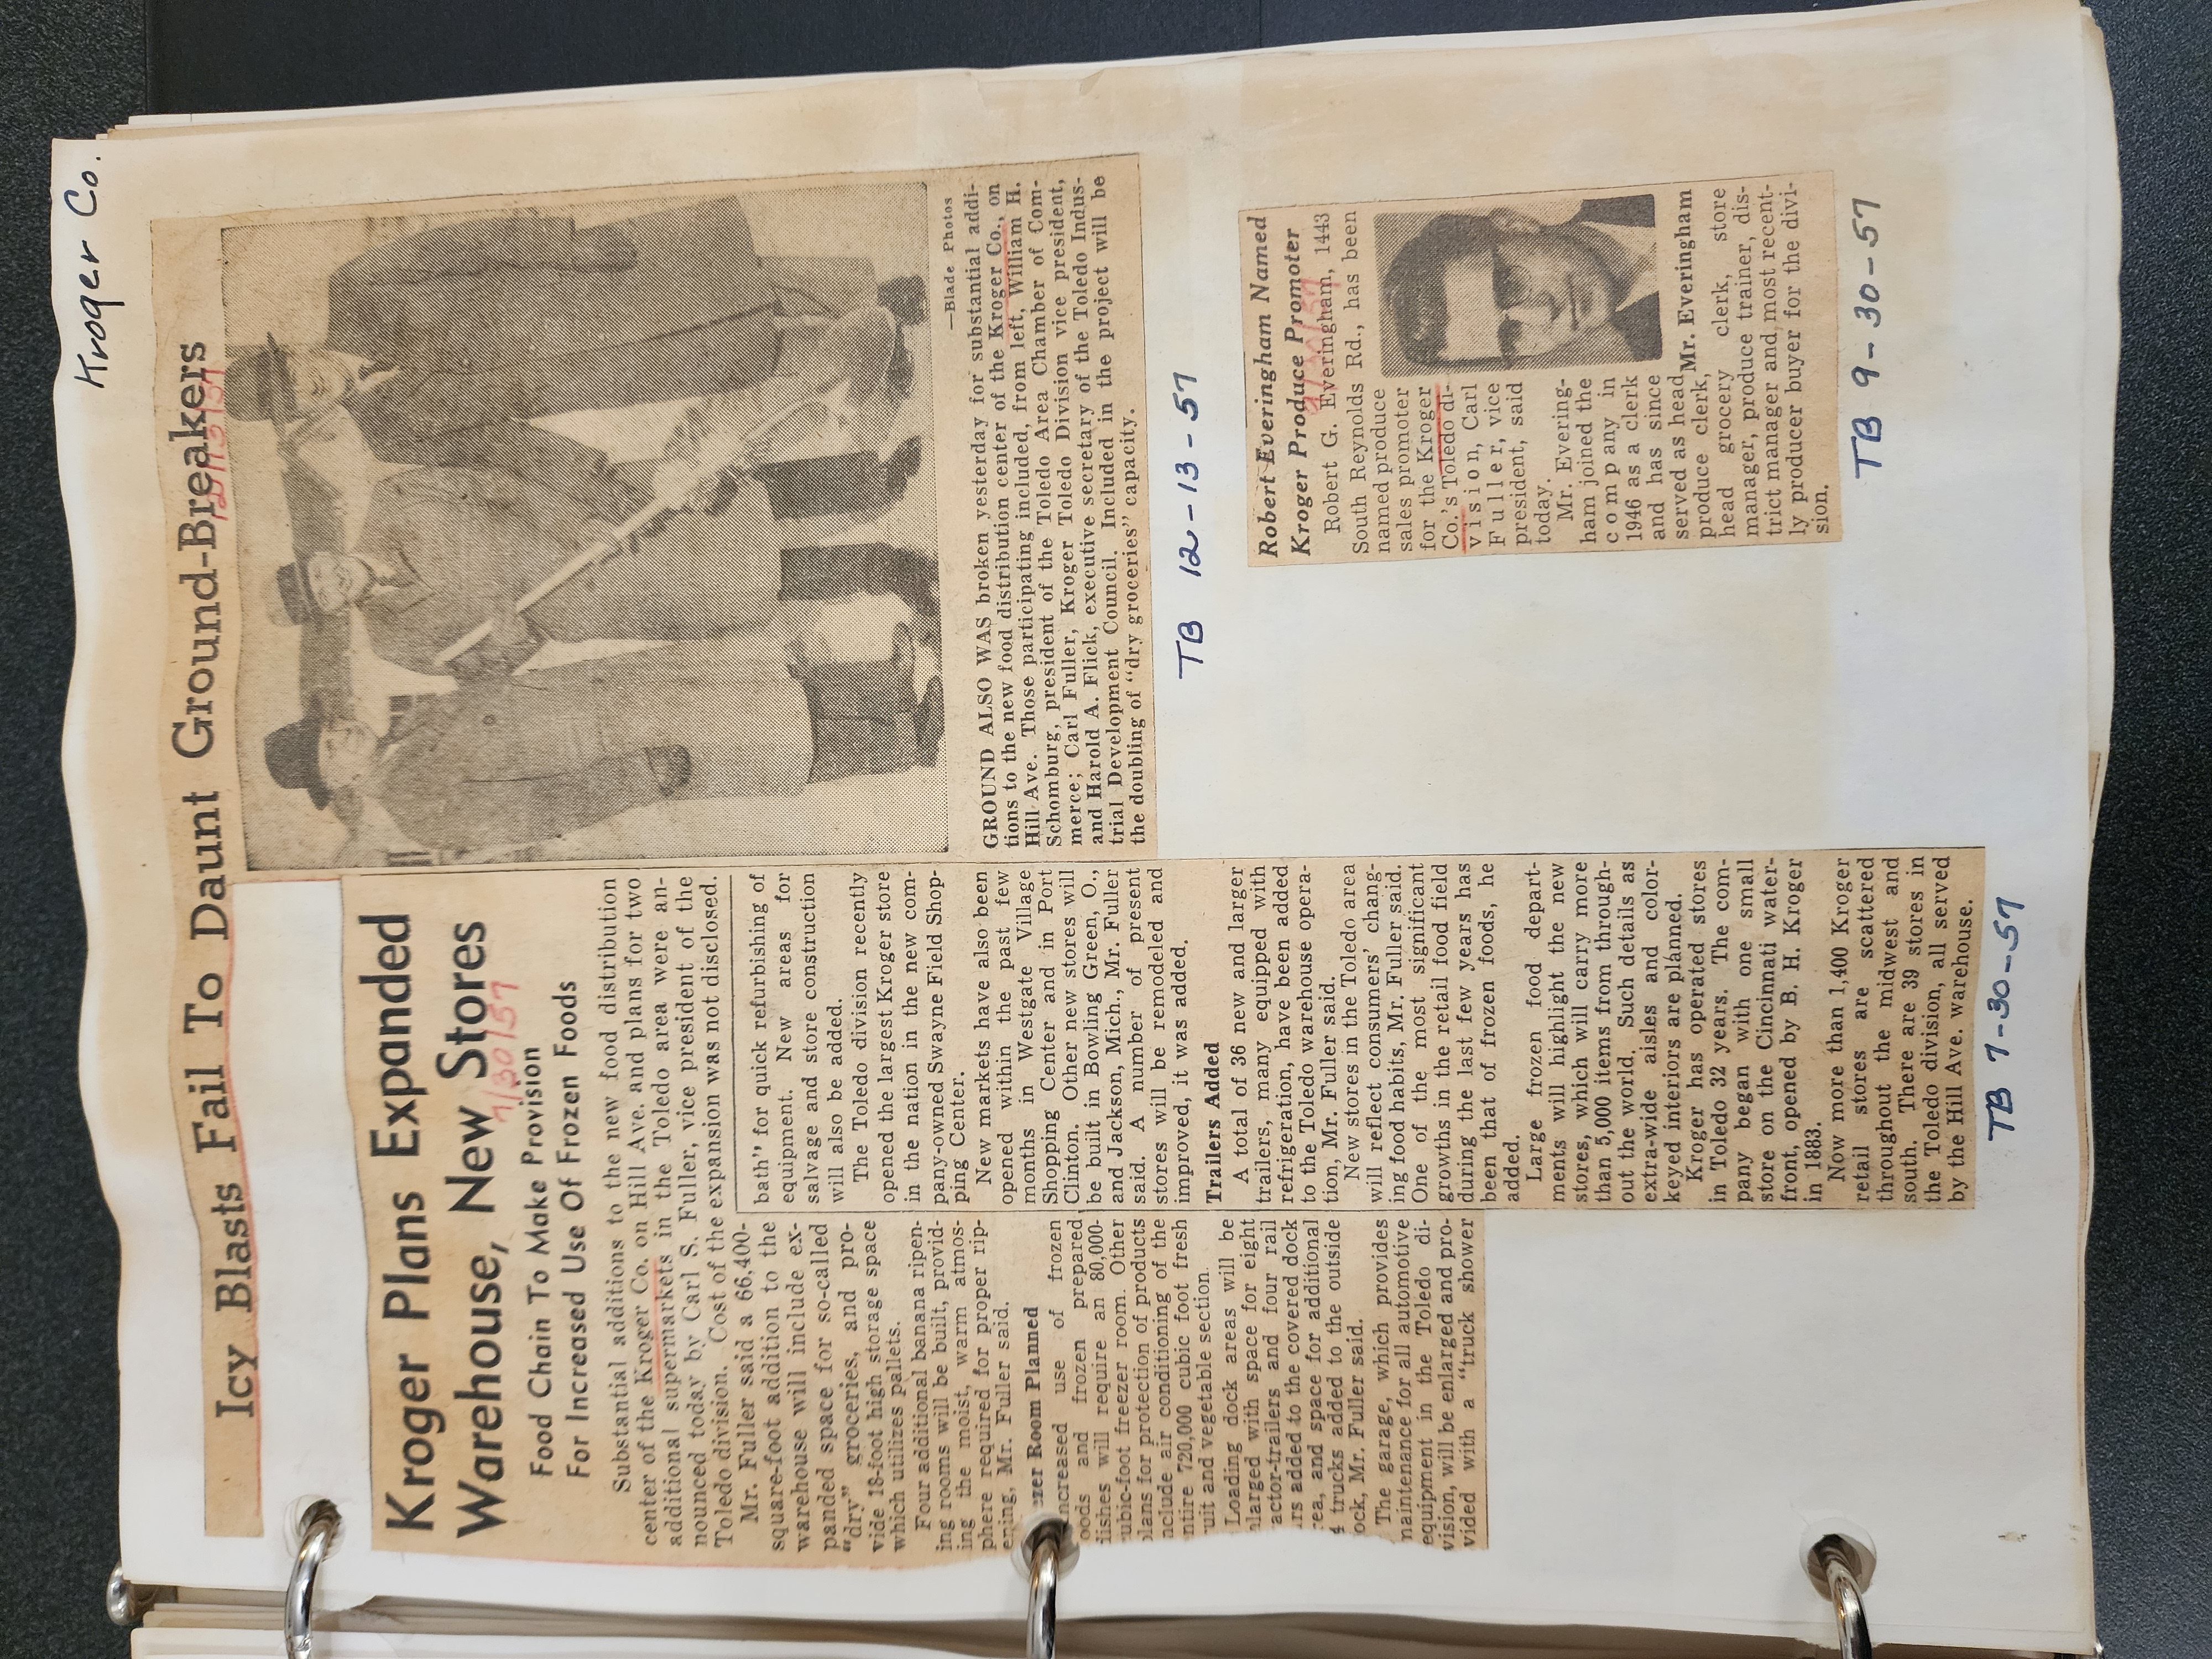 Kroger Co.
Icy Blasts Fail To Daunt Ground-Breakers
12/13/57
—Blade Photos
GROUND ALSO WAS broken yesterday for substantial addi-
tions to the new food distribution center of the Kroger Co., on
Hill Ave. Those participating included, from left, William H.
Schomburg, president of the Toledo Area Chamber of Com-
merce; Carl Fuller, Kroger Toledo Division vice president,
and Harold A. Flick, executive secretary of the Toledo Indus-
trial Development Council. Included in the project will be
the doubling of "dry groceries" capacity.
TB 12-13-57
Kroger Plans Expanded
Warehouse, New Stores
7/30/57
Food Chain To Make Provision
For Increased Use Of Frozen Foods
Substantial additions to the new food distribution
center of the Kroger Co. on Hill Ave. and plans for two
additional supermarkets in the Toledo area were an-
nounced today by Carl S. Fuller, vice president of the
Toledo division. Cost of the expansion was not disclosed.
Mr. Fuller said a 66,400-
square-foot addition to the
warehouse will include ex-
panded space for so-called
"dry" groceries, and pro-
vide 18-foot high storage space
which utilizes pallets.
Four additional banana ripen-
ing rooms will be built, provid-
ing the moist, warm atmos-
phere required for proper rip-
ening, Mr. Fuller said.
ezer Room Planned
ncreased use of frozen
oods and frozen prepared
lishes will require an 80,000-
ubic-foot freezer room. Other
plans for protection of products
nclude air conditioning of the
ntire 720,000 cubic foot fresh
uit and vegetable section.
Loading dock areas will be
nlarged with space for eight
actor-trailers and four rail
rs added to the covered dock
rea, and space for additional
4 trucks added to the outside
ock, Mr. Fuller said.
The garage, which provides
naintenance for all automotive
equipment in the Toledo di-
vision, will be enlarged and pro-
vided with a "truck shower
bath" for quick refurbishing of
equipment. New areas for
salvage and store construction
will also be added.
The Toledo division recently
opened the largest Kroger store
in the nation in the new com-
pany-owned Swayne Field Shop-
ping Center.
New markets have also been
opened within the past few
months in Westgate Village
Shopping Center and in Port
Clinton. Other new stores will
be built in Bowling Green, O.,
and Jackson, Mich., Mr. Fuller
said. A number of present
stores will be remodeled and
improved, it was added.
Trailers Added
A total of 36 new and larger
trailers, many equipped with
refrigeration, have been added
to the Toledo warehouse opera-
tion, Mr. Fuller said.
New stores in the Toledo area
will reflect consumers' chang-
ing food habits, Mr. Fuller said.
One of the most significant
growths in the retail food field
during the last few years has
been that of frozen foods, he
added.
Large frozen food depart-
ments will highlight the new
stores, which will carry more
than 5,000 items from through-
out the world. Such details as
extra-wide aisles and color-
keyed interiors are planned.
Kroger has operated stores
in Toledo 32 years. The com-
pany began with one small
store on the Cincinnati water-
front, opened by B. H. Kroger
in 1883.
Now more than 1,400 Kroger
retail stores are scattered
throughout the midwest and
south. There are 39 stores in
the Toledo division, all served
by the Hill Ave. warehouse.
TB 7-30-57
Robert Everingham Named
Kroger Produce Promoter
9/30/57
Robert G. Everingham, 1443
South Reynolds Rd., has been
named produce
sales promoter
for the Kroger
Co.'s Toledo di-
vision, Carl
Fuller, vice
president, said
today.
Mr. Evering-
ham joined the
company in
1946 as a clerk
and has since
served as head
Mr. Everingham
produce clerk,
head grocery clerk, store
manager, produce trainer, dis-
trict manager and most recent-
ly producer buyer for the divi-
sion.
TB 9-30-57